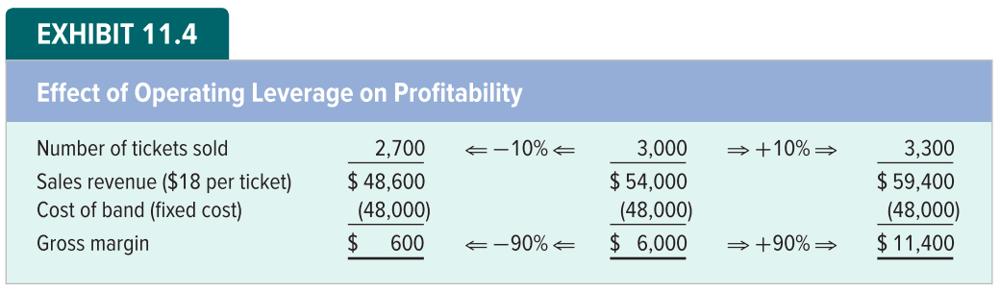 EXHIBIT 11.4
Effect of Operating Leverage on Profitability
Number of tickets sold 2,700 ⇐ −10% ⇐ 3,000 ⇒ +10% ⇒ 3,300
Sales revenue ($18 per ticket) $ 48,600 $ 54,000 $ 59,400
Cost of band (fixed cost) (48,000) (48,000) (48,000)
Gross margin $ 600 ⇐ −90% ⇐ $ 6,000 ⇒ +90% ⇒ $ 11,400